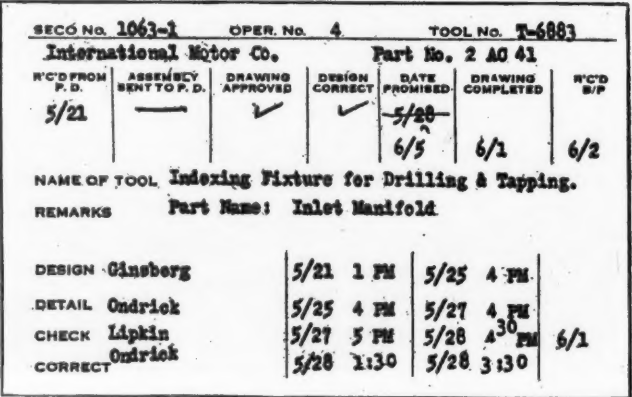 SECO No. 1063-1 OPER. No. 4 TOOL No. T-6883
International Motor Co. Part No. 2 AC 41
R'C'D FROM P. D. ASSEMBLY SENT TO P. D. DRAWING APPROVED DESIGN CORRECT DATE PROMISED DRAWING COMPLETED R'C'D B/P
5/21 — ✓ ✓ 5/28
6/5 6/1 6/2
NAME OF TOOL Indexing Fixture for Drilling & Tapping.
REMARKS Part Name: Inlet Manifold
DESIGN Ginsberg 5/21 1 PM 5/25 4 PM
DETAIL Ondrick 5/25 4 PM 5/27 4 PM
CHECK Lipkin 5/27 5 PM 5/28 4 30 PM 6/1
CORRECT Ondrick 5/28 1:30 5/28 3:30